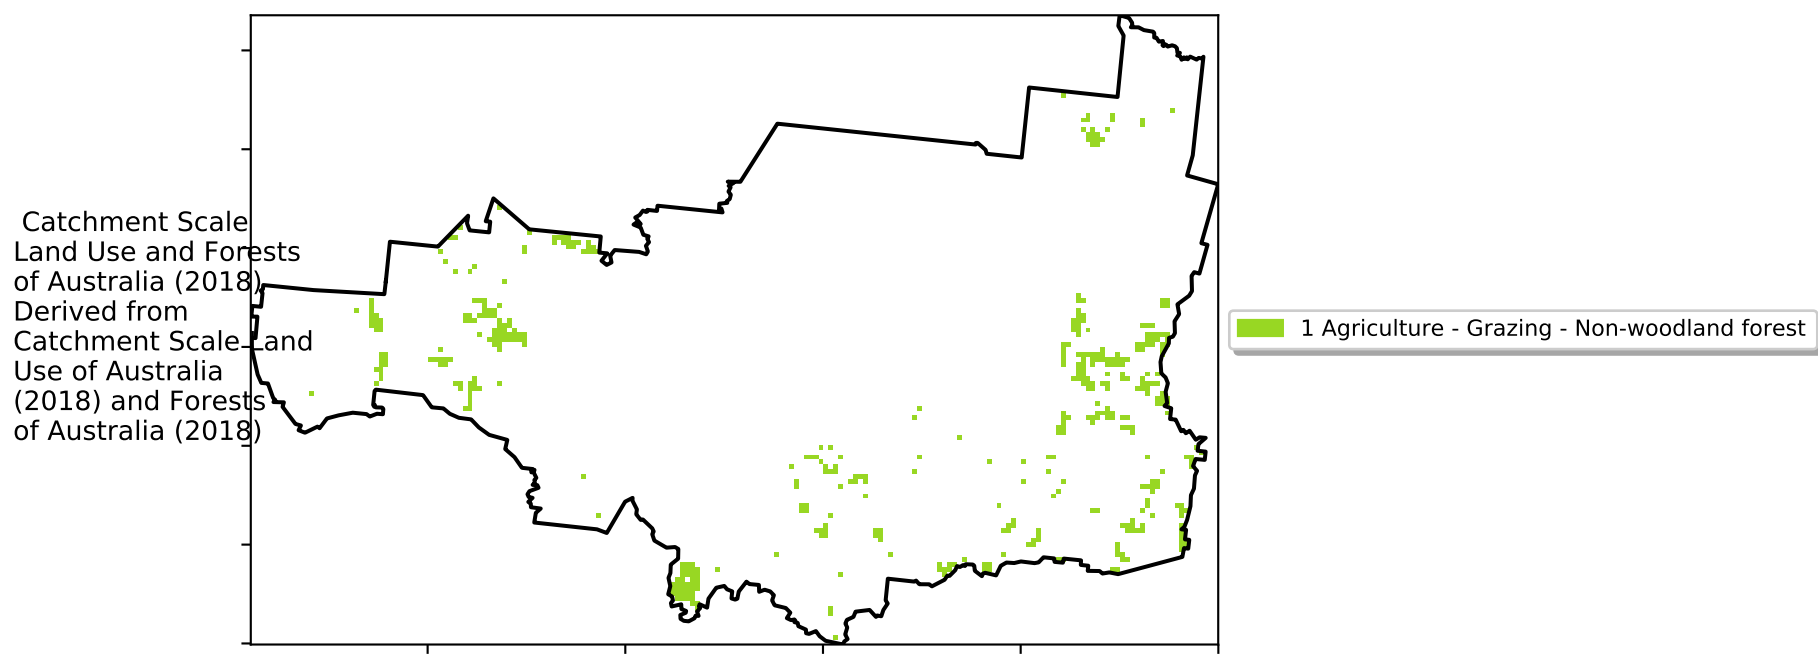 Catchment Scale
Land Use and Forests
of Australia (2018)
Derived from
Catchment Scale Land
Use of Australia
(2018) and Forests
of Australia (2018)
1 Agriculture - Grazing - Non-woodland forest